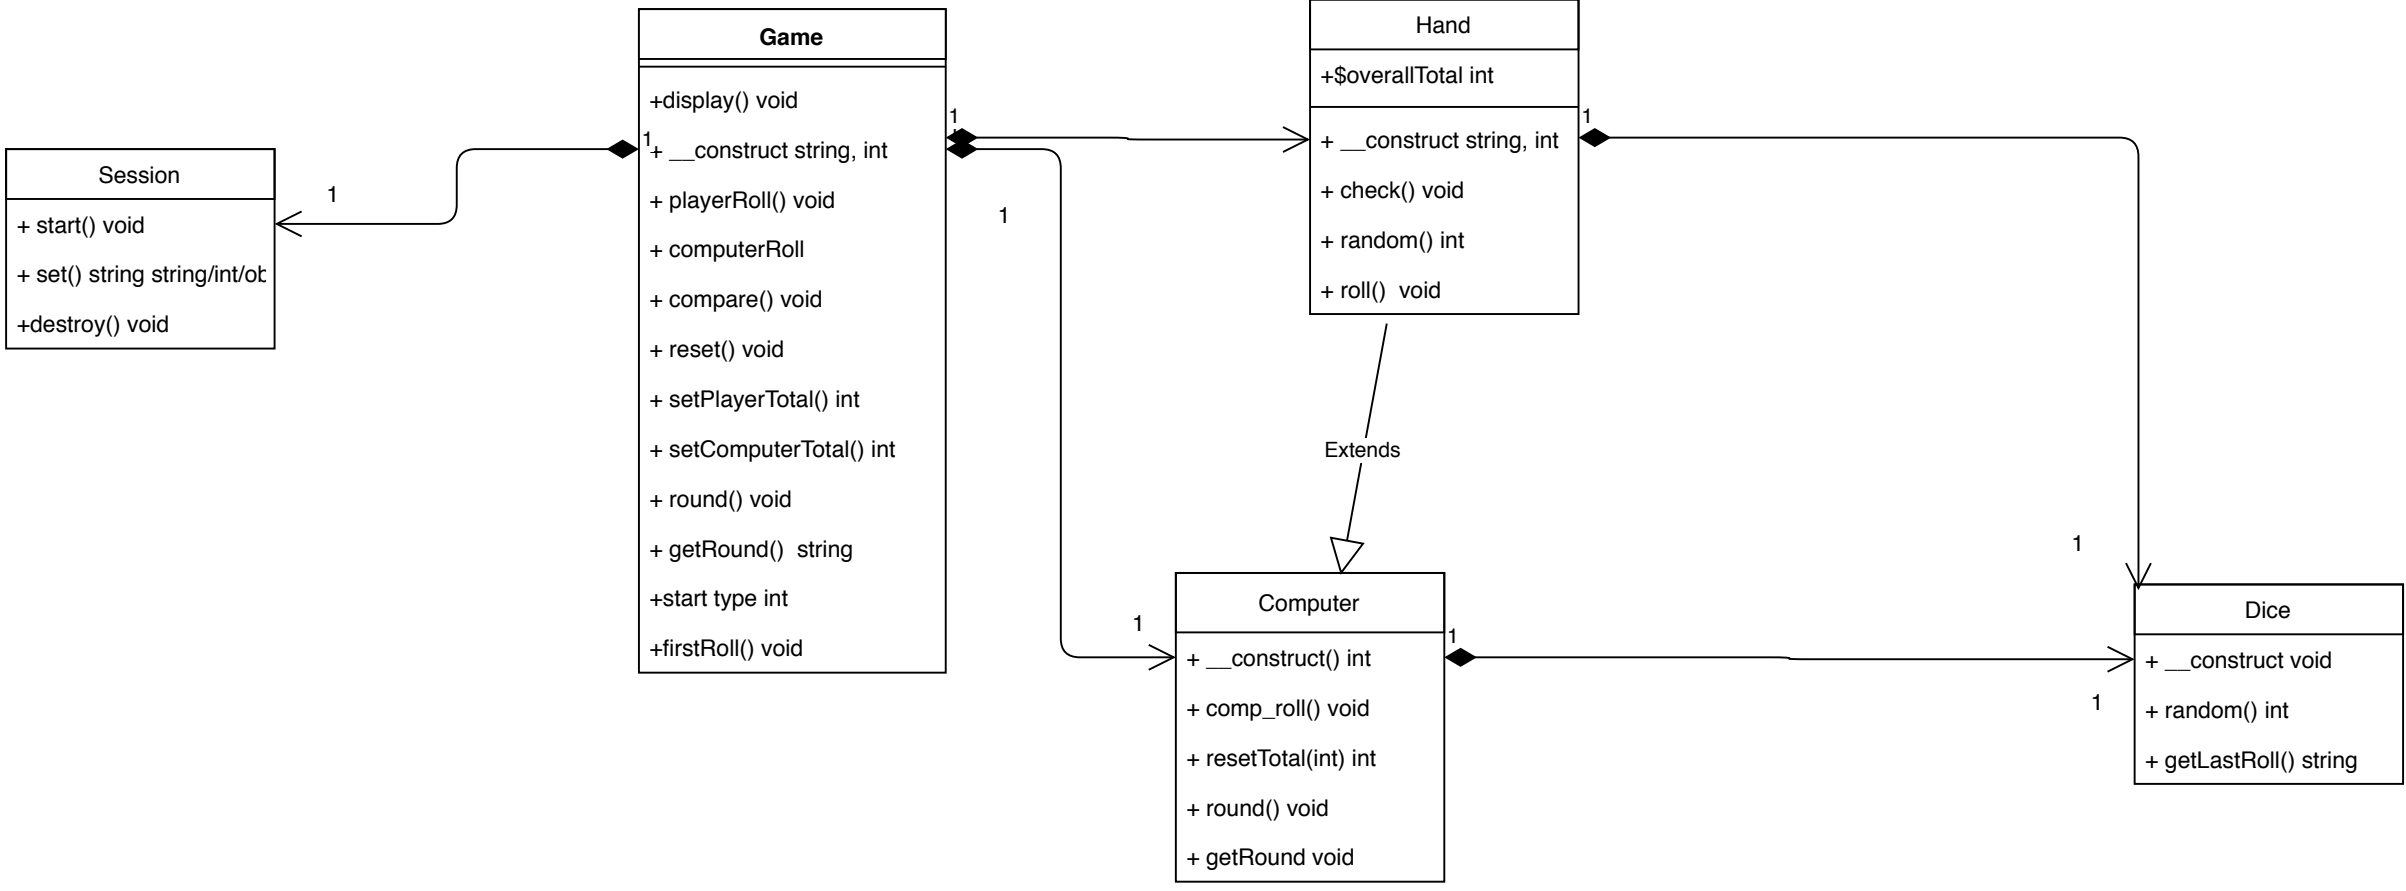 Game
+display() void
+ __construct string, int
+ playerRoll() void
+ computerRoll
+ compare() void
+ reset() void
+ setPlayerTotal() int
+ setComputerTotal() int
+ round() void
+ getRound()  string
+start type int
+firstRoll() void
Session
+ start() void
+ set() string string/int/ob
+destroy() void
1
1
1
1
1
Hand
+$overallTotal int
+ __construct string, int
+ check() void
+ random() int
+ roll()  void
1
Extends
Computer
+ __construct() int
+ comp_roll() void
+ resetTotal(int) int
+ round() void
+ getRound void
1
1
1
Dice
+ __construct void
+ random() int
+ getLastRoll() string